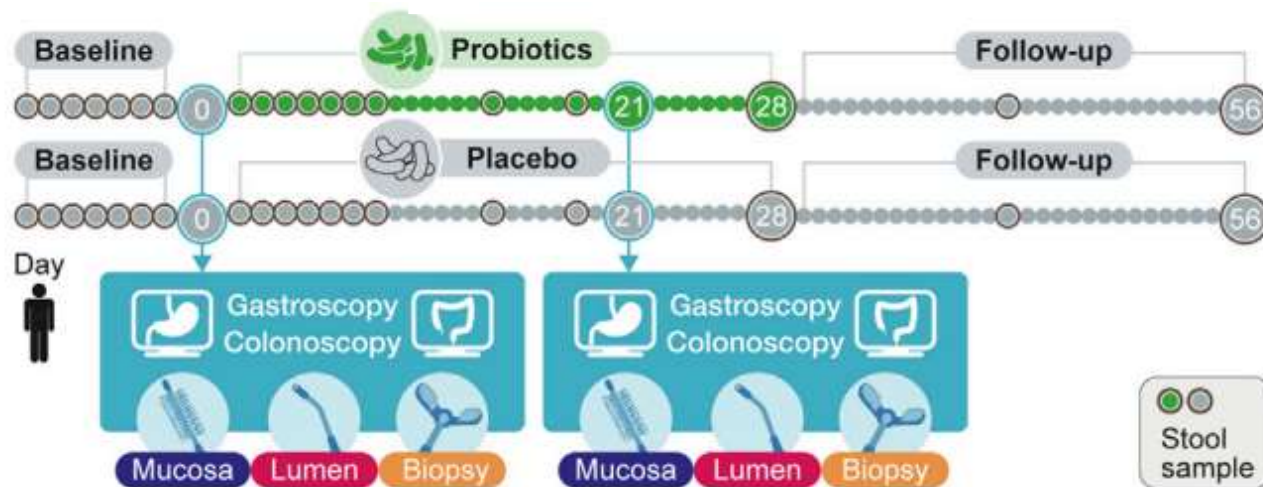 Baseline Probiotics Follow-up
0 21 28 56
Baseline Placebo Follow-up
0 21 28 56
Day
Gastroscopy
Colonoscopy
Mucosa Lumen Biopsy
Gastroscopy
Colonoscopy
Mucosa Lumen Biopsy
Stool
sample